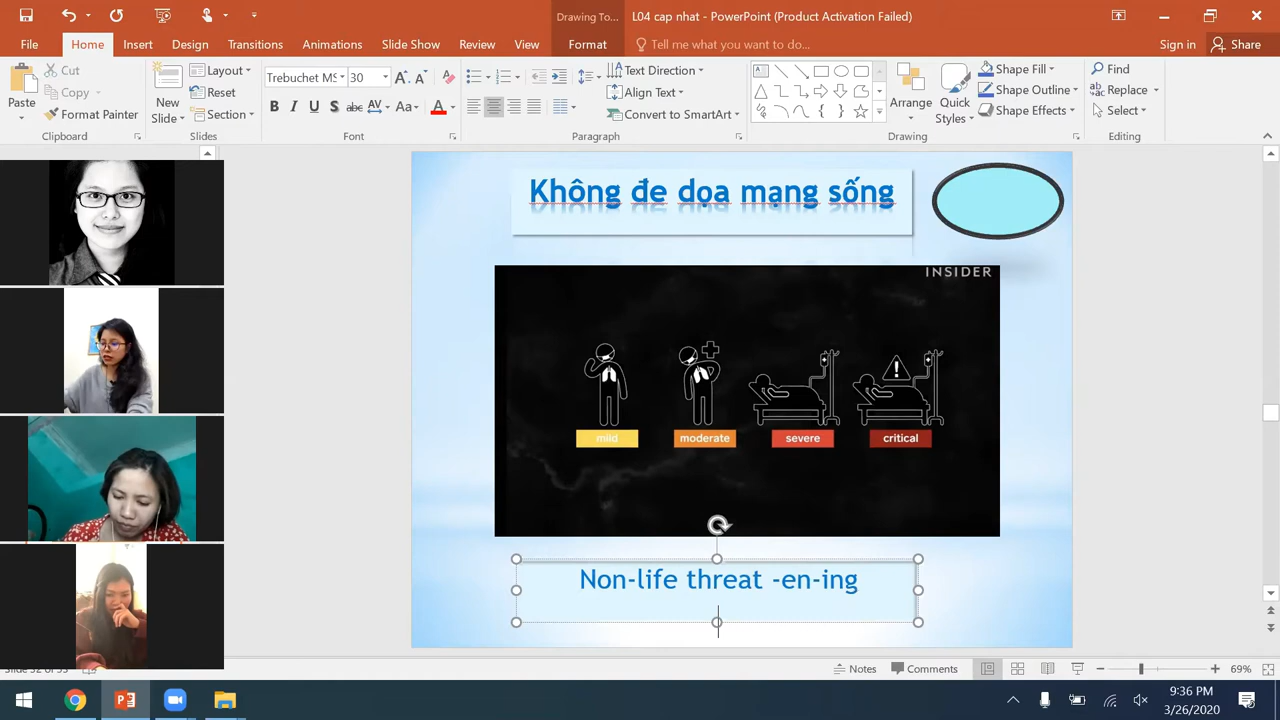 L04 cap nhat - PowerPoint (Product Activation Failed)
Drawing To...
File Home Insert Design Transitions Animations Slide Show Review View Format Tell me what you want to do... Sign in Share
Paste
Cut
Copy
Format Painter
Clipboard
New Slide
Layout
Reset
Section
Slides
Trebuchet MS 30
Font
Text Direction
Align Text
Convert to SmartArt
Paragraph
Arrange
Quick Styles
Shape Fill
Shape Outline
Shape Effects
Drawing
Find
Replace
Select
Editing
Không đe dọa mạng sống
INSIDER
mild moderate severe critical
Non-life threat -en-ing
Notes Comments 69%
9:36 PM
3/26/2020